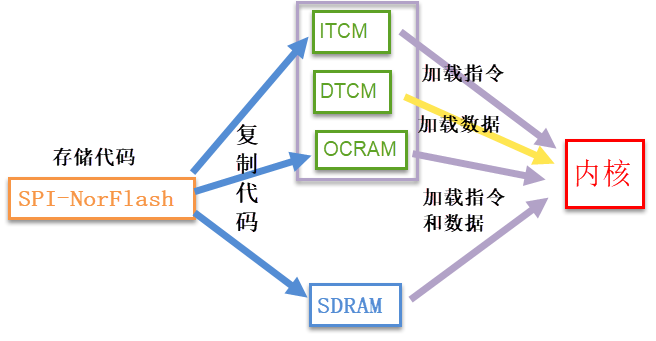 ITCM
加载指令
DTCM
加载数据
复
制
代
码
OCRAM
存储代码
SPI-NorFlash
内核
加载指令
和数据
SDRAM